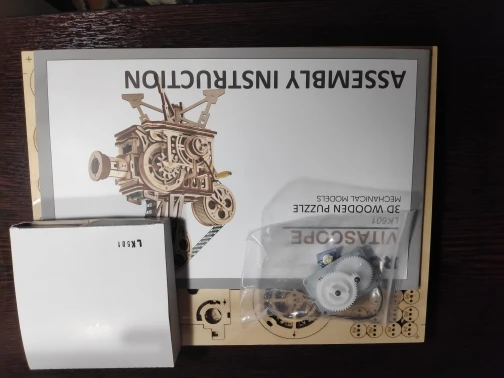 ASSEMBLY INSTRUCTION
3D WOODEN PUZZLE
MECHANICAL MODELS
LK601
VITASCOPE
LK601